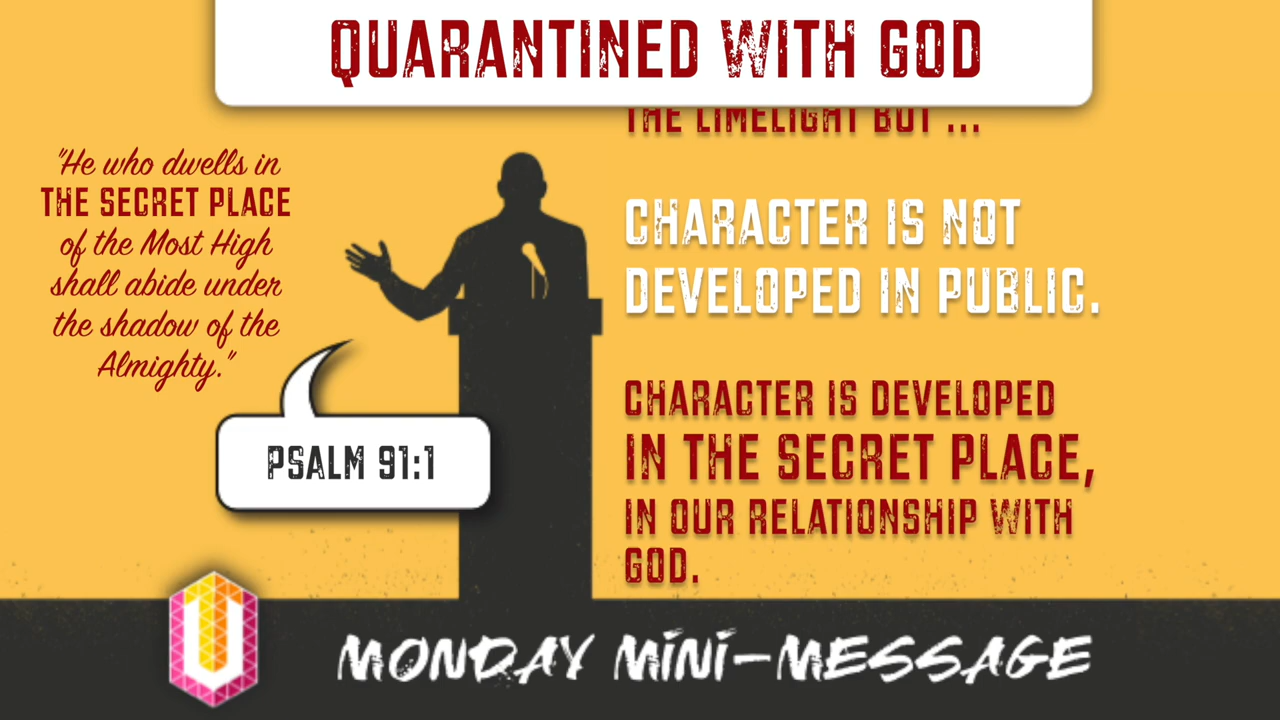 QUARANTINED WITH GOD
THE LIMELIGHT BUT ...
"He who dwells in
THE SECRET PLACE
of the Most High
shall abide under
the shadow of the
Almighty."
PSALM 91:1
CHARACTER IS NOT
DEVELOPED IN PUBLIC.
CHARACTER IS DEVELOPED
IN THE SECRET PLACE,
IN OUR RELATIONSHIP WITH
GOD.
U
MONDAY MINI-MESSAGE